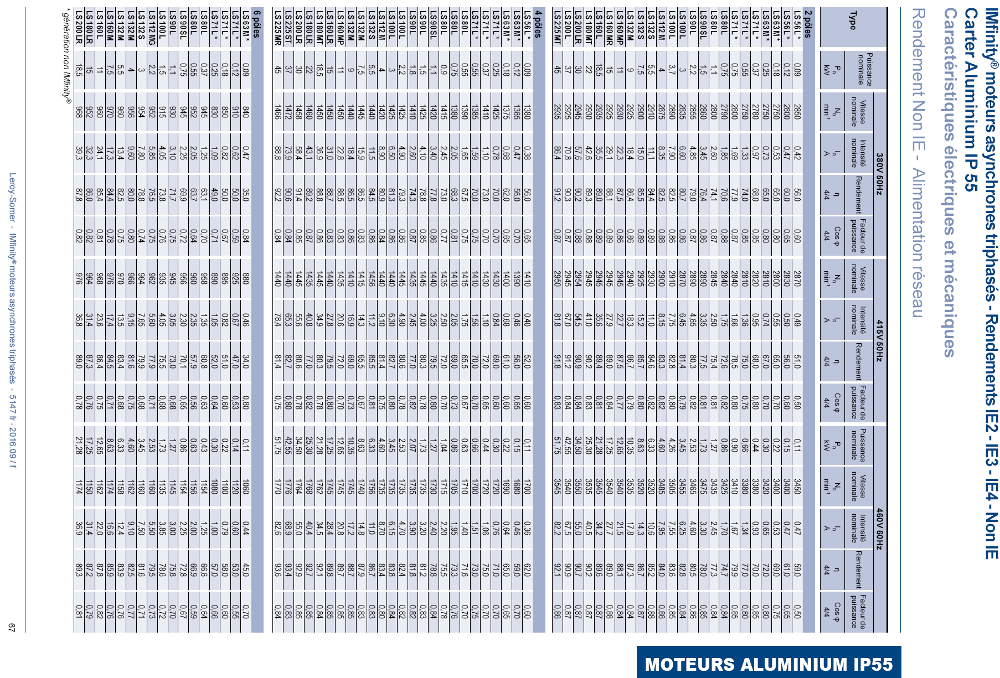 IMfinity® moteurs asynchrones triphasés - Rendements IE2 - IE3 - IE4 - Non IE
Carter Aluminium IP 55
Caractéristiques électriques et mécaniques
Rendement Non IE - Alimentation réseau
380V 50Hz 415V 50Hz 460V 60Hz
Type Puissance nominale Vitesse nominale Intensité nominale Rendement Facteur de puissance Vitesse nominale Intensité nominale Rendement Facteur de puissance Puissance nominale Vitesse nominale Intensité nominale Rendement Facteur de puissance
Pn Nn In η Cos φ Nn In η Cos φ Pn Nn In η Cos φ
kW min-1 A 4/4 4/4 min-1 A 4/4 4/4 kW min-1 A 4/4 4/4
2 pôles
LS 56 L * 0,09 2850 0,42 56,0 0,60 2870 0,49 51,0 0,50 0,11 3450 0,47 59,0 0,50
LS 56 L * 0,12 2800 0,47 60,0 0,65 2830 0,50 56,0 0,60 0,15 3400 0,47 61,0 0,65
LS 63 M * 0,18 2750 0,53 65,0 0,80 2800 0,55 65,0 0,70 0,22 3400 0,53 69,0 0,75
LS 63 M * 0,25 2750 0,73 65,0 0,80 2810 0,74 67,0 0,70 0,30 3420 0,65 72,0 0,80
LS 71 L * 0,37 2780 0,97 68,0 0,85 2820 0,95 68,0 0,80 0,44 3380 0,93 70,0 0,85
LS 71 L * 0,55 2750 1,33 74,0 0,85 2810 1,36 75,0 0,75 0,66 3380 1,34 77,0 0,80
LS 71 L * 0,75 2800 1,69 77,9 0,87 2840 1,66 78,5 0,80 0,90 3410 1,67 79,9 0,85
LS 80 L 0,75 2790 1,85 70,6 0,88 2840 1,75 72,6 0,82 0,86 3425 1,70 74,7 0,84
LS 80 L 1,1 2800 2,60 74,1 0,87 2845 2,50 75,4 0,81 1,27 3435 2,45 77,3 0,84
LS 90 SL 1,5 2860 3,45 76,4 0,86 2890 3,35 77,5 0,81 1,73 3475 3,30 78,0 0,85
LS 90 L 2,2 2855 4,85 79,0 0,87 2890 4,65 80,3 0,82 2,53 3465 4,60 80,5 0,86
LS 100 L 3 2835 6,60 80,7 0,86 2870 6,45 81,4 0,79 3,45 3455 6,25 82,8 0,84
LS 100 L 3,7 2890 7,90 82,5 0,86 2910 7,75 82,8 0,80 4,26 3505 7,55 83,6 0,85
LS 112 M 4 2875 8,35 82,5 0,88 2900 8,15 83,3 0,82 4,60 3485 7,95 84,0 0,86
LS 132 S 5,5 2910 11,1 84,4 0,89 2930 11,0 84,6 0,82 6,33 3520 10,6 85,2 0,88
LS 132 S 7,5 2900 15,0 85,5 0,89 2925 15,2 85,7 0,80 8,63 3520 14,3 86,7 0,87
LS 132 M 9 2925 18,4 86,4 0,86 2940 18,3 86,7 0,79 10,35 3535 17,8 87,3 0,84
LS 160 MP 11 2930 22,3 87,5 0,86 2945 22,7 87,5 0,77 12,65 3540 21,5 88,1 0,84
LS 160 MR 15 2925 29,1 88,1 0,89 2945 27,9 89,0 0,84 17,25 3540 27,7 89,0 0,88
LS 160 L 18,5 2935 35,5 89,0 0,89 2945 35,6 89,4 0,81 21,28 3545 34,2 89,6 0,87
LS 180 MT 22 2930 42,6 89,3 0,88 2945 41,0 90,2 0,83 25,30 3535 40,5 90,2 0,87
LS 200 LR 30 2945 57,6 90,2 0,88 2954 54,5 90,9 0,84 34,50 3550 55,0 90,7 0,87
LS 200 L 37 2925 70,8 90,3 0,87 2945 67,0 91,2 0,84 42,55 3540 67,5 90,9 0,87
LS 225 MT 45 2935 86,4 91,2 0,87 2950 81,8 91,8 0,83 51,75 3545 82,2 92,1 0,86
4 pôles
LS 56 L * 0,09 1380 0,38 56,0 0,65 1410 0,40 52,0 0,60 0,11 1700 0,36 62,0 0,60
LS 63 M * 0,12 1365 0,47 56,0 0,70 1390 0,46 56,0 0,65 0,15 1680 0,46 59,0 0,70
LS 63 M * 0,18 1375 0,68 62,0 0,65 1400 0,68 61,0 0,60 0,22 1690 0,64 65,0 0,65
LS 71 L * 0,25 1425 0,78 70,0 0,70 1430 0,84 69,0 0,60 0,30 1720 0,76 71,0 0,70
LS 71 L * 0,37 1410 1,10 73,0 0,70 1430 1,10 72,0 0,65 0,44 1720 1,06 75,0 0,70
LS 71 L * 0,55 1385 1,59 70,0 0,75 1410 1,56 70,0 0,70 0,66 1700 1,51 73,0 0,75
LS 80 L 0,55 1390 1,65 67,5 0,75 1415 1,75 65,5 0,67 0,63 1710 1,40 71,6 0,70
LS 80 L 0,75 1380 2,05 68,3 0,81 1410 2,05 69,0 0,73 0,86 1705 1,95 73,3 0,76
LS 80 L 0,9 1415 2,45 73,0 0,77 1435 2,50 72,0 0,70 1,04 1715 2,20 75,5 0,78
LS 90 SL 1,1 1420 3,40 77,8 0,86 1440 3,25 79,5 0,80 1,27 1730 2,40 78,8 0,84
LS 90 L 1,5 1425 4,10 78,8 0,85 1445 4,00 80,3 0,78 1,73 1735 3,20 81,2 0,83
LS 90 L 1,8 1410 2,60 74,3 0,87 1435 2,45 77,0 0,82 2,07 1735 3,90 81,8 0,82
LS 100 L 2,2 1425 4,90 79,3 0,86 1440 4,90 80,6 0,78 2,53 1735 4,70 82,4 0,82
LS 100 L 3 1425 6,50 81,3 0,86 1440 6,30 82,7 0,80 3,45 1735 6,15 83,8 0,84
LS 112 M 4 1420 8,90 80,9 0,84 1440 9,10 81,4 0,75 4,60 1735 8,70 83,4 0,80
LS 132 S 5,5 1440 11,5 84,5 0,86 1456 11,2 85,5 0,81 6,33 1756 11,0 86,7 0,83
LS 132 M 7,5 1445 15,9 86,5 0,83 1415 14,3 66,5 0,67 8,63 1740 14,8 87,9 0,83
LS 132 M 9 1440 18,4 86,5 0,86 1410 16,9 69,0 0,73 10,35 1745 17,2 88,7 0,85
LS 160 MP 11 1450 22,8 88,5 0,83 1435 20,6 72,0 0,70 12,65 1745 20,8 89,7 0,85
LS 160 LR 15 1450 31,0 88,7 0,83 1440 27,8 79,5 0,80 17,25 1745 28,4 89,8 0,85
LS 180 MT 18,5 1450 36,9 88,8 0,86 1445 34,9 80,3 0,78 21,28 1762 34,5 92,1 0,84
LS 180 LR 22 1460 43,1 89,2 0,87 1435 40,8 77,0 0,82 25,30 1768 40,4 92,7 0,86
LS 200 LR 30 1458 58,4 91,4 0,85 1445 55,6 80,6 0,78 34,50 1764 55,0 92,9 0,85
LS 225 ST 37 1472 73,9 90,6 0,84 1440 65,3 82,7 0,80 42,55 1776 68,9 93,4 0,83
LS 225 MR 45 1466 88,8 92,2 0,84 1440 78,4 81,4 0,75 51,75 1770 82,6 93,6 0,84
6 pôles
LS 63 M * 0,09 840 0,47 35,0 0,84 880 0,46 34,0 0,80 0,11 1060 0,44 45,0 0,70
LS 71 L * 0,12 910 0,62 50,0 0,59 925 0,67 47,0 0,53 0,14 1120 0,60 53,0 0,55
LS 71 L * 0,18 850 0,82 50,0 0,67 895 0,82 51,0 0,60 0,22 1100 0,79 58,0 0,60
LS 71 L * 0,25 830 1,09 49,0 0,71 890 1,05 52,0 0,64 0,30 1080 1,00 57,0 0,66
LS 80 L 0,37 945 1,25 63,1 0,70 958 1,35 60,8 0,63 0,43 1154 1,25 66,6 0,64
LS 80 L 0,55 952 2,05 63,7 0,64 960 2,35 57,9 0,56 0,63 1156 2,00 66,9 0,59
LS 90 SL 0,75 945 2,25 69,9 0,72 956 2,30 70,1 0,65 0,86 1154 2,25 72,8 0,67
LS 90 L 1,1 930 3,10 71,7 0,75 945 3,05 73,0 0,68 1,27 1145 3,00 75,8 0,70
LS 100 L 1,5 915 4,05 73,8 0,76 935 4,05 75,5 0,68 1,73 1135 3,85 78,6 0,72
LS 112 MG 2,2 952 5,85 76,5 0,75 962 5,60 77,9 0,71 2,53 1160 5,50 79,5 0,73
LS 132 S 3 954 7,80 78,8 0,74 964 7,65 79,9 0,68 3,45 1160 7,50 81,6 0,71
LS 132 M 4 956 9,60 80,0 0,80 966 9,15 81,6 0,75 4,60 1162 9,10 82,5 0,77
LS 132 M 5,5 960 13,4 82,5 0,75 970 13,5 83,4 0,68 6,33 1158 12,4 83,9 0,76
LS 160 M 7,5 970 17,3 84,4 0,78 976 17,4 84,5 0,71 8,63 1174 16,6 85,9 0,76
LS 160 L 11 960 24,1 85,4 0,81 968 23,6 86,4 0,75 12,65 1162 22,0 87,8 0,82
LS 180 LR 15 952 32,3 86,0 0,82 964 31,4 87,3 0,76 17,25 1150 31,4 87,2 0,79
LS 200 LR 18,5 968 39,3 87,8 0,82 976 36,8 89,0 0,78 21,28 1174 36,9 89,3 0,81
* génération non IMfinity®
Leroy-Somer - IMfinity® moteurs asynchrones triphasés - 5147 fr - 2016.09 / f
67
MOTEURS ALUMINIUM IP55